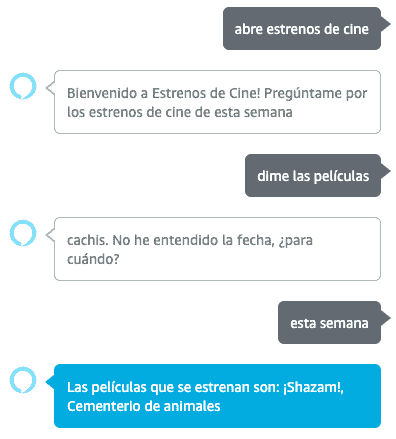 abre estrenos de cine
Bienvenido a Estrenos de Cine! Pregúntame por
los estrenos de cine de esta semana
dime las películas
cachis. No he entendido la fecha, ¿para
cuándo?
esta semana
Las películas que se estrenan son: ¡Shazam!,
Cementerio de animales